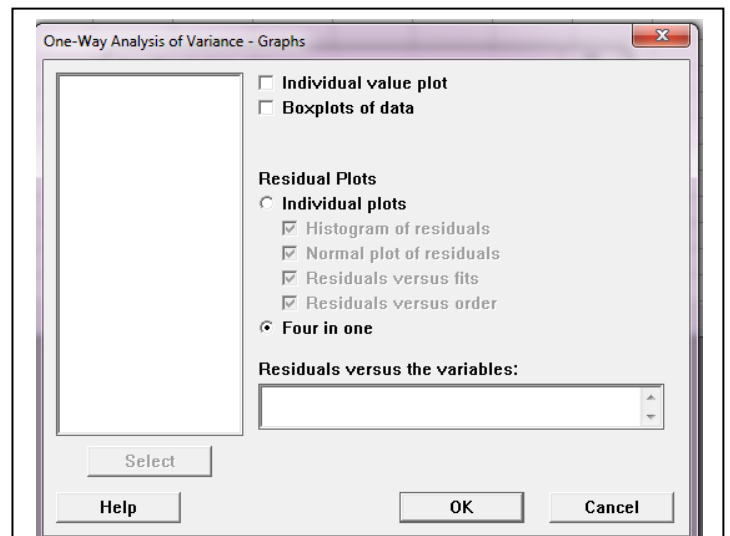 One-Way Analysis of Variance - Graphs
Individual value plot
Boxplots of data
Residual Plots
Individual plots
Histogram of residuals
Normal plot of residuals
Residuals versus fits
Residuals versus order
Four in one
Residuals versus the variables:
Select
Help OK Cancel